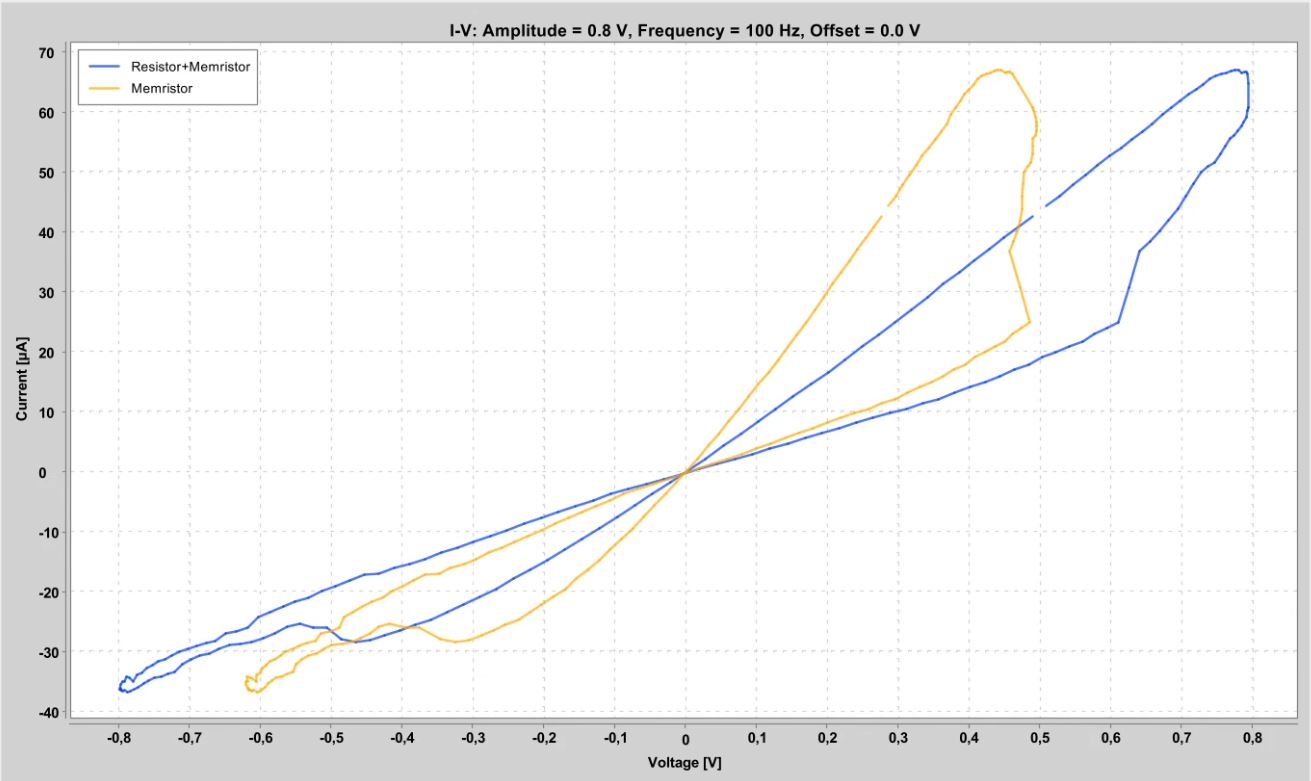 I-V: Amplitude = 0.8 V, Frequency = 100 Hz, Offset = 0.0 V
Resistor+Memristor
Memristor
70
60
50
40
30
20
10
0
-10
-20
-30
-40
Current [µA]
-0,8 -0,7 -0,6 -0,5 -0,4 -0,3 -0,2 -0,1 0 0,1 0,2 0,3 0,4 0,5 0,6 0,7 0,8
Voltage [V]